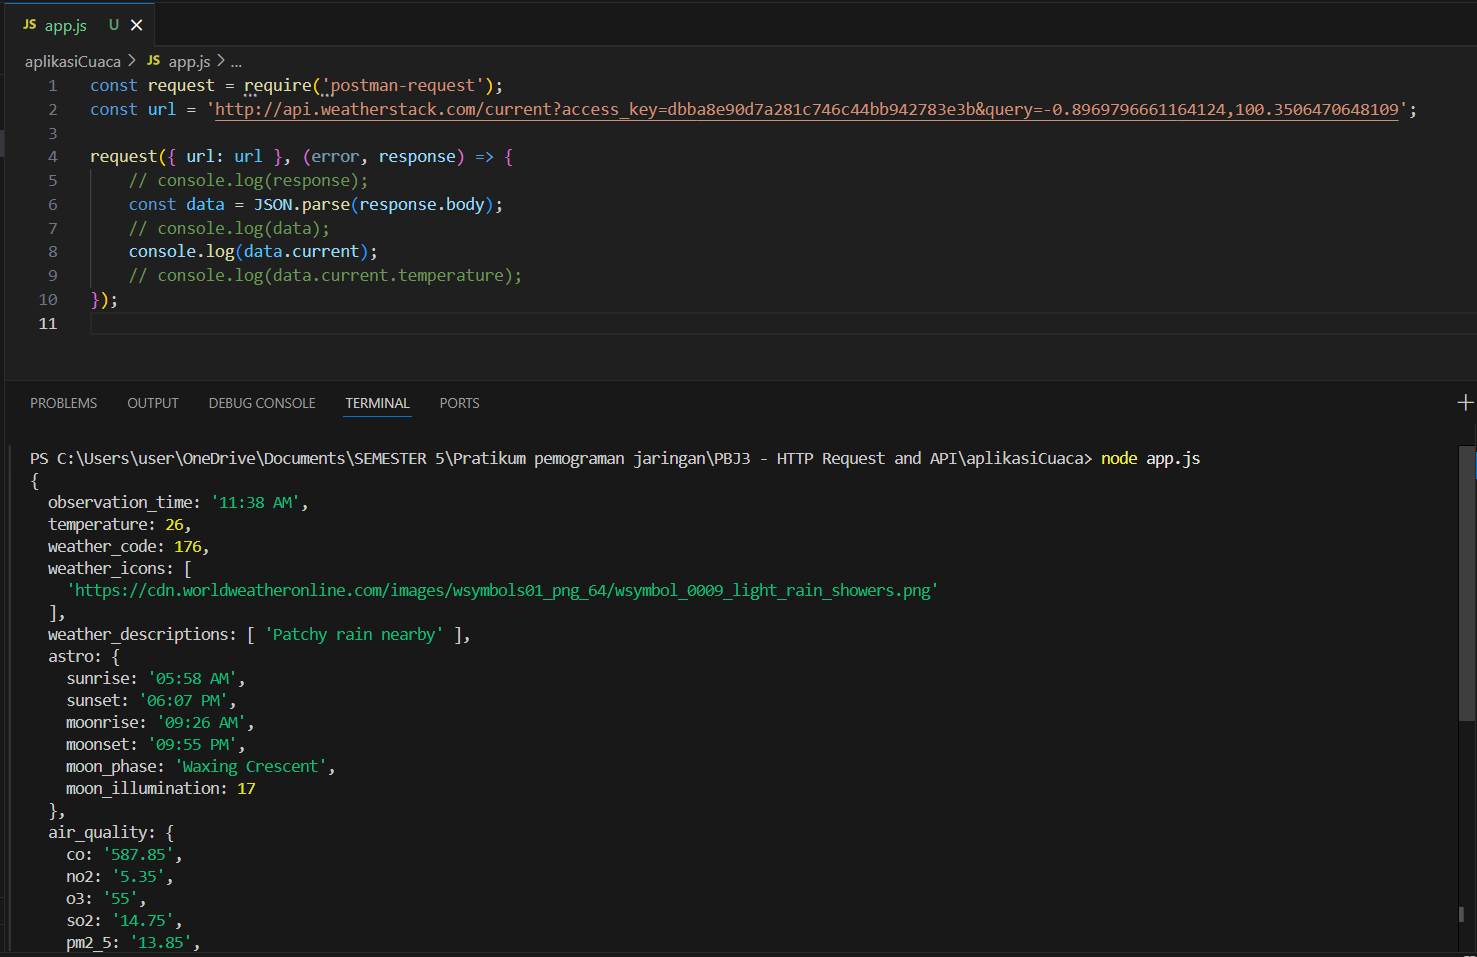 JS app.js U
aplikasiCuaca > JS app.js > ...
1 const request = require('postman-request');
2 const url = 'http://api.weatherstack.com/current?access_key=dbba8e90d7a281c746c44bb942783e3b&query=-0.8969796661164124,100.3506470648109';
3
4 request({ url: url }, (error, response) => {
5 // console.log(response);
6 const data = JSON.parse(response.body);
7 // console.log(data);
8 console.log(data.current);
9 // console.log(data.current.temperature);
10 });
11
PROBLEMS OUTPUT DEBUG CONSOLE TERMINAL PORTS
PS C:\Users\user\OneDrive\Documents\SEMESTER 5\Pratikum pemograman jaringan\PBJ3 - HTTP Request and API\aplikasiCuaca> node app.js
{
observation_time: '11:38 AM',
temperature: 26,
weather_code: 176,
weather_icons: [
'https://cdn.worldweatheronline.com/images/wsymbols01_png_64/wsymbol_0009_light_rain_showers.png'
],
weather_descriptions: [ 'Patchy rain nearby' ],
astro: {
sunrise: '05:58 AM',
sunset: '06:07 PM',
moonrise: '09:26 AM',
moonset: '09:55 PM',
moon_phase: 'Waxing Crescent',
moon_illumination: 17
},
air_quality: {
co: '587.85',
no2: '5.35',
o3: '55',
so2: '14.75',
pm2_5: '13.85',